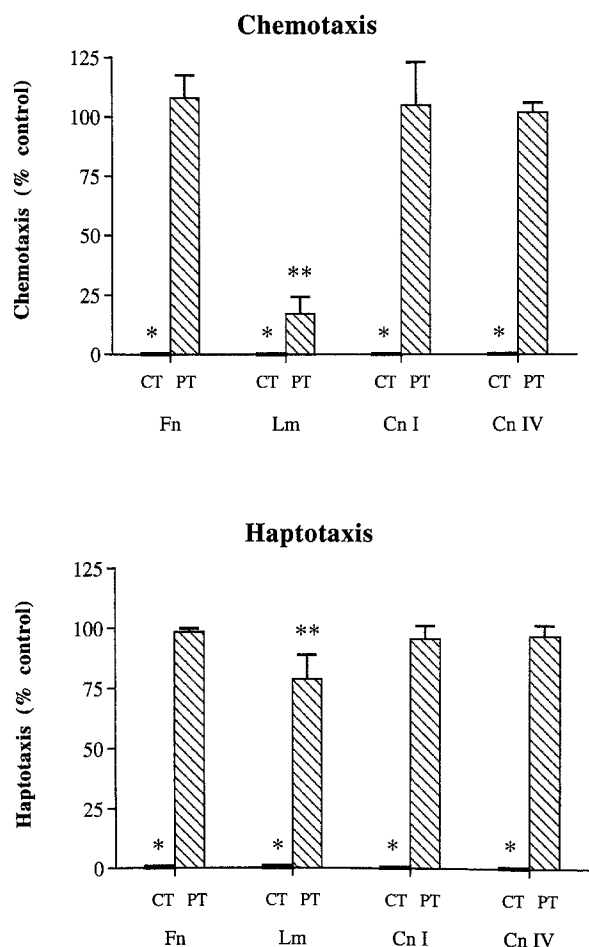 Chemotaxis
Chemotaxis (% control)
125
100
75
50
25
0
*
*
**
*
*
CT PT CT PT CT PT CT PT
Fn Lm Cn I Cn IV
Haptotaxis
Haptotaxis (% control)
125
100
75
50
25
0
*
*
**
*
*
CT PT CT PT CT PT CT PT
Fn Lm Cn I Cn IV